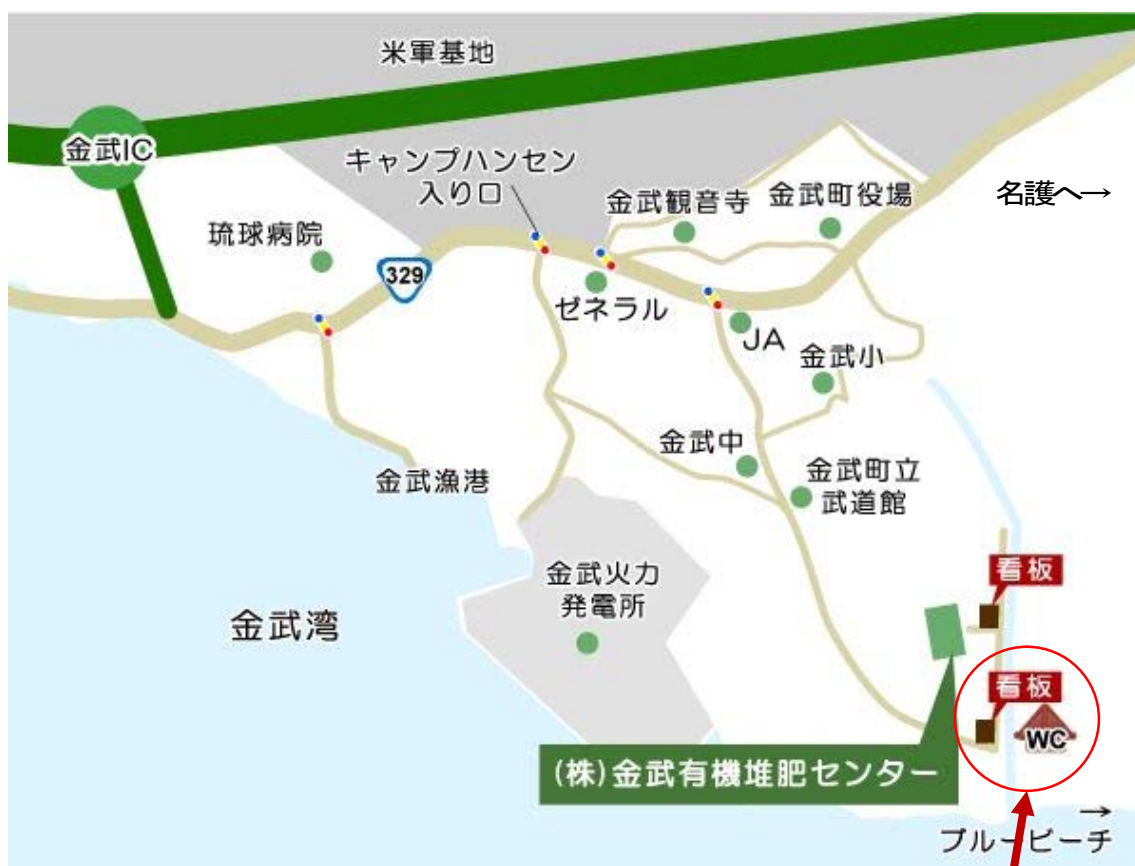 米軍基地
金武IC
キャンプハンセン
入り口
金武観音寺
金武町役場
名護へ→
琉球病院
329
ゼネラル
JA
金武小
金武中
金武漁港
金武町立
武道館
看板
金武火力
発電所
金武湾
看板
WC
(株)金武有機堆肥センター
→
ブルービーチ